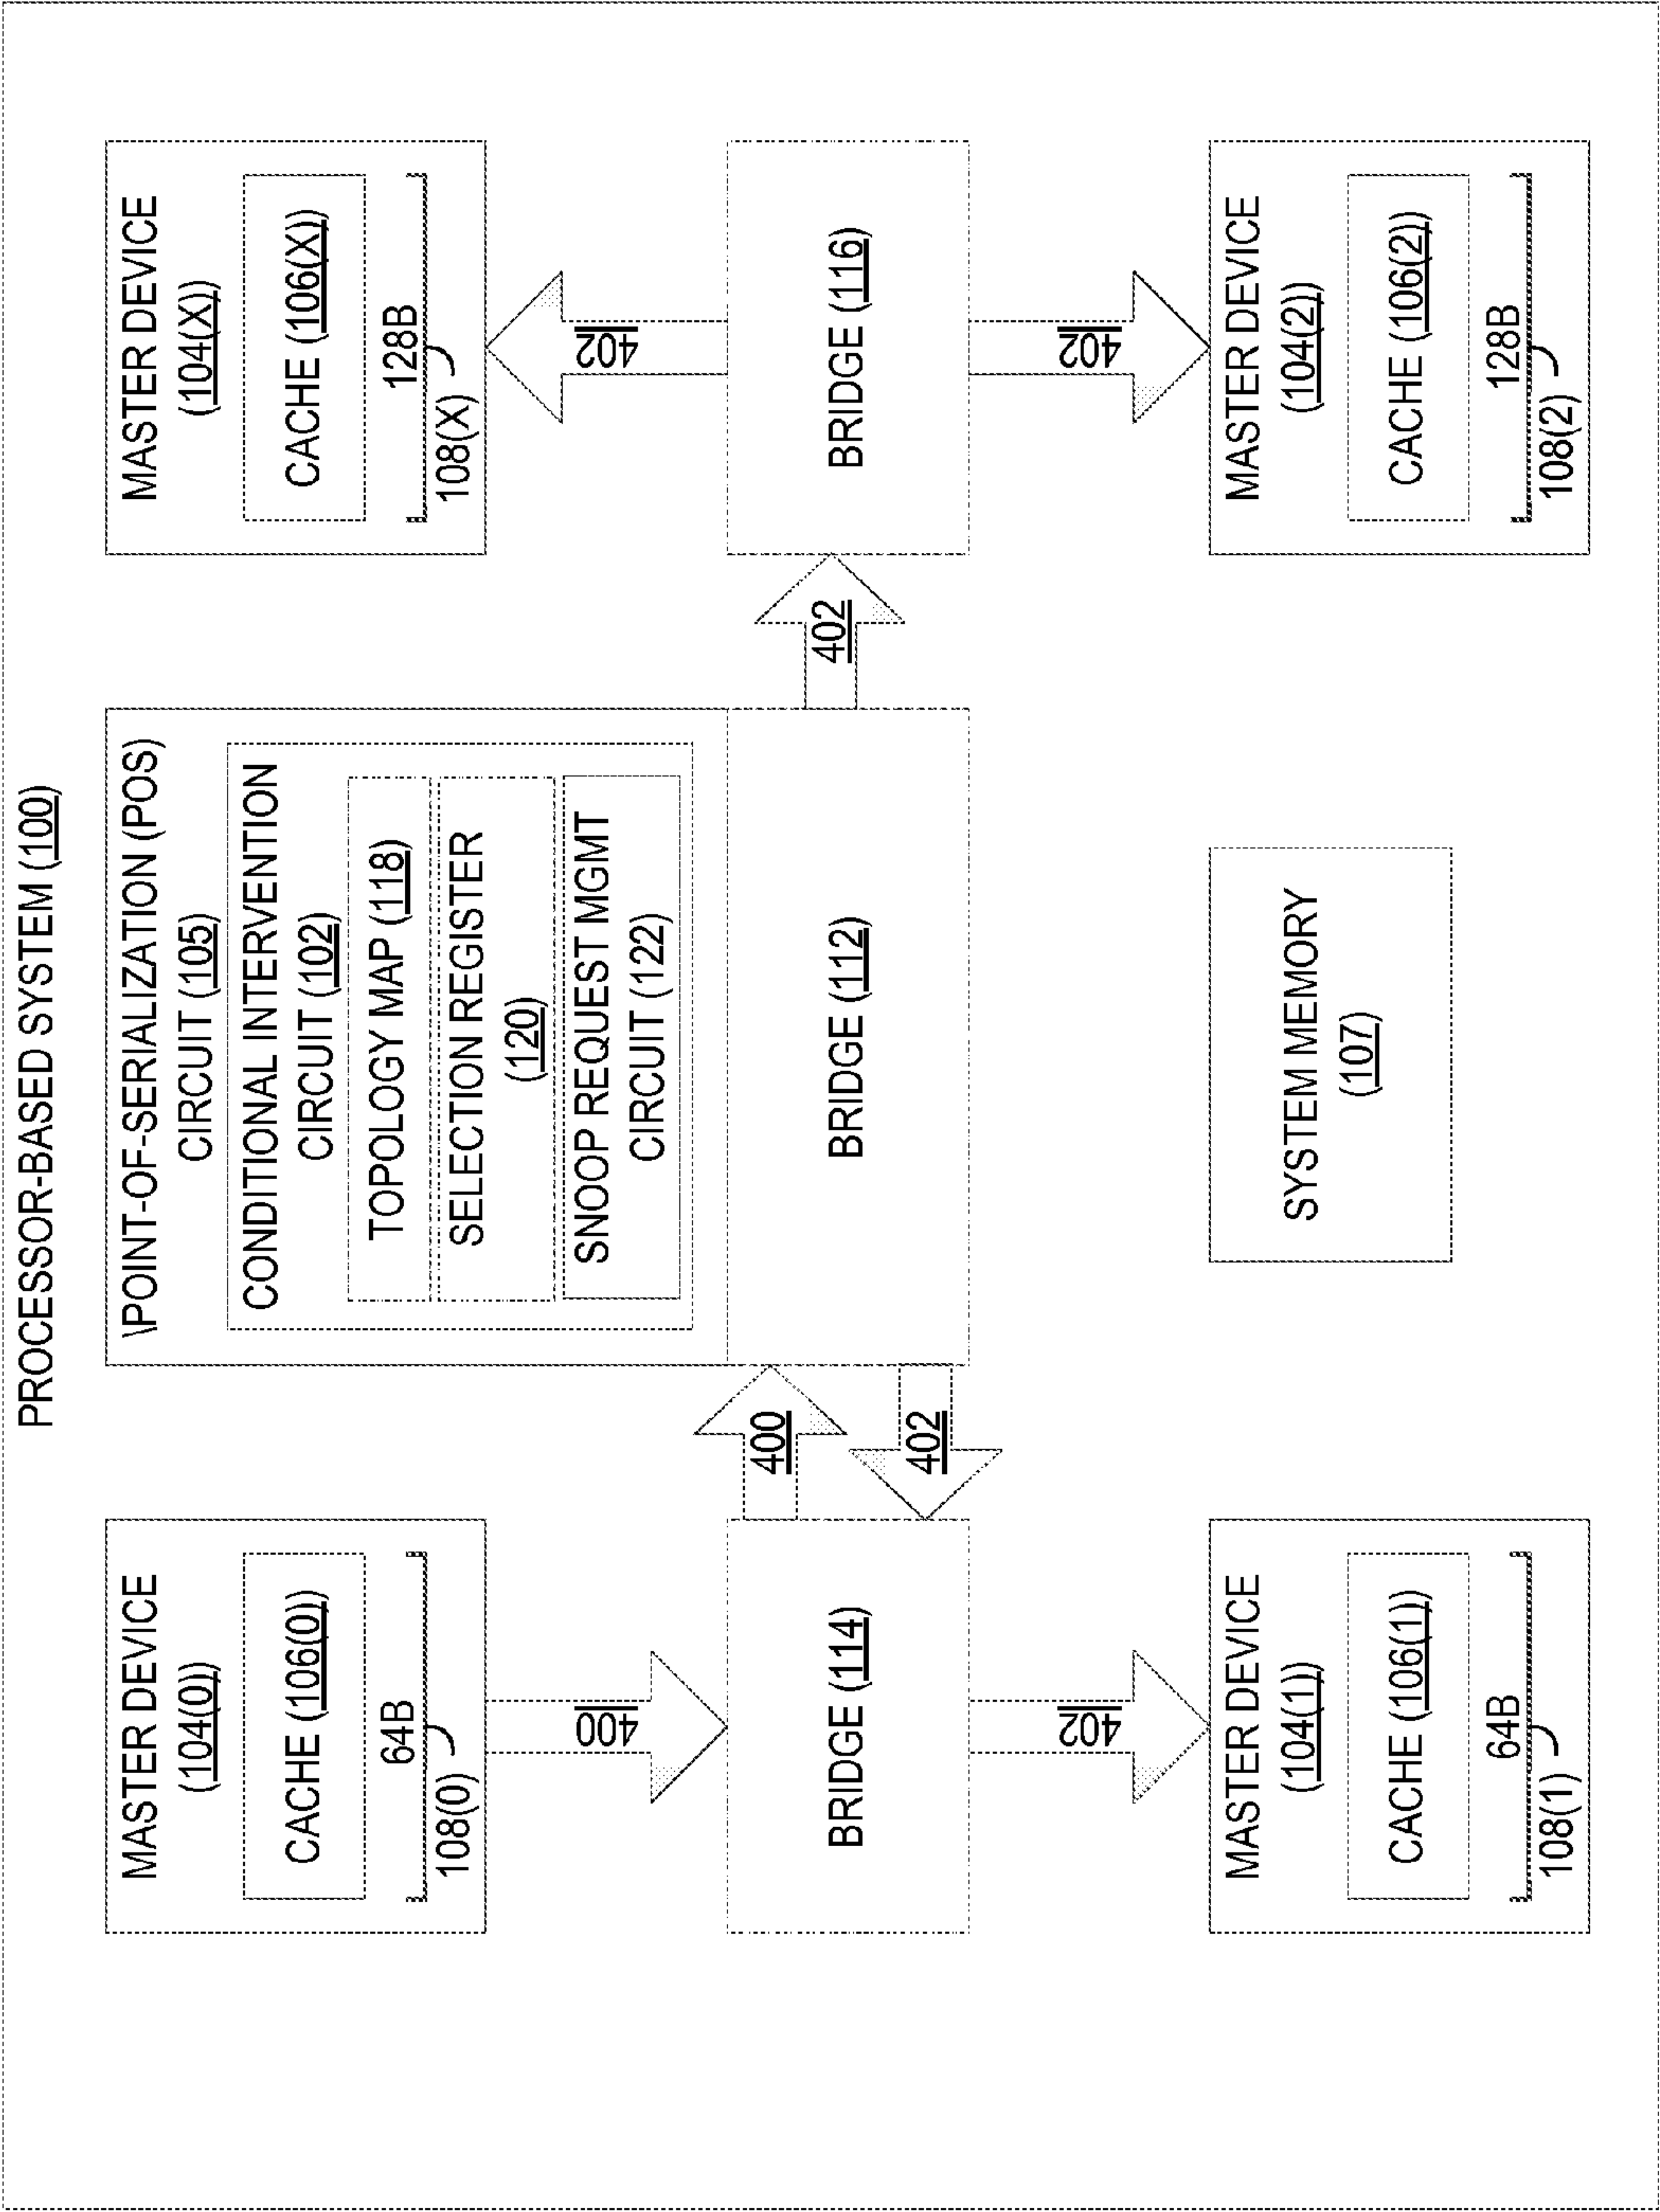 PROCESSOR-BASED SYSTEM (100)
MASTER DEVICE
(104(0))
CACHE (106(0))
64B
108(0)
\POINT-OF-SERIALIZATION (POS)
CIRCUIT (105)
CONDITIONAL INTERVENTION
CIRCUIT (102)
TOPOLOGY MAP (118)
SELECTION REGISTER
(120)
SNOOP REQUEST MGMT
CIRCUIT (122)
MASTER DEVICE
(104(X))
CACHE (106(X))
128B
108(X)
400
402
BRIDGE (114)
400
402
BRIDGE (112)
402
BRIDGE (116)
402
402
MASTER DEVICE
(104(1))
CACHE (106(1))
64B
108(1)
SYSTEM MEMORY
(107)
MASTER DEVICE
(104(2))
CACHE (106(2))
128B
108(2)